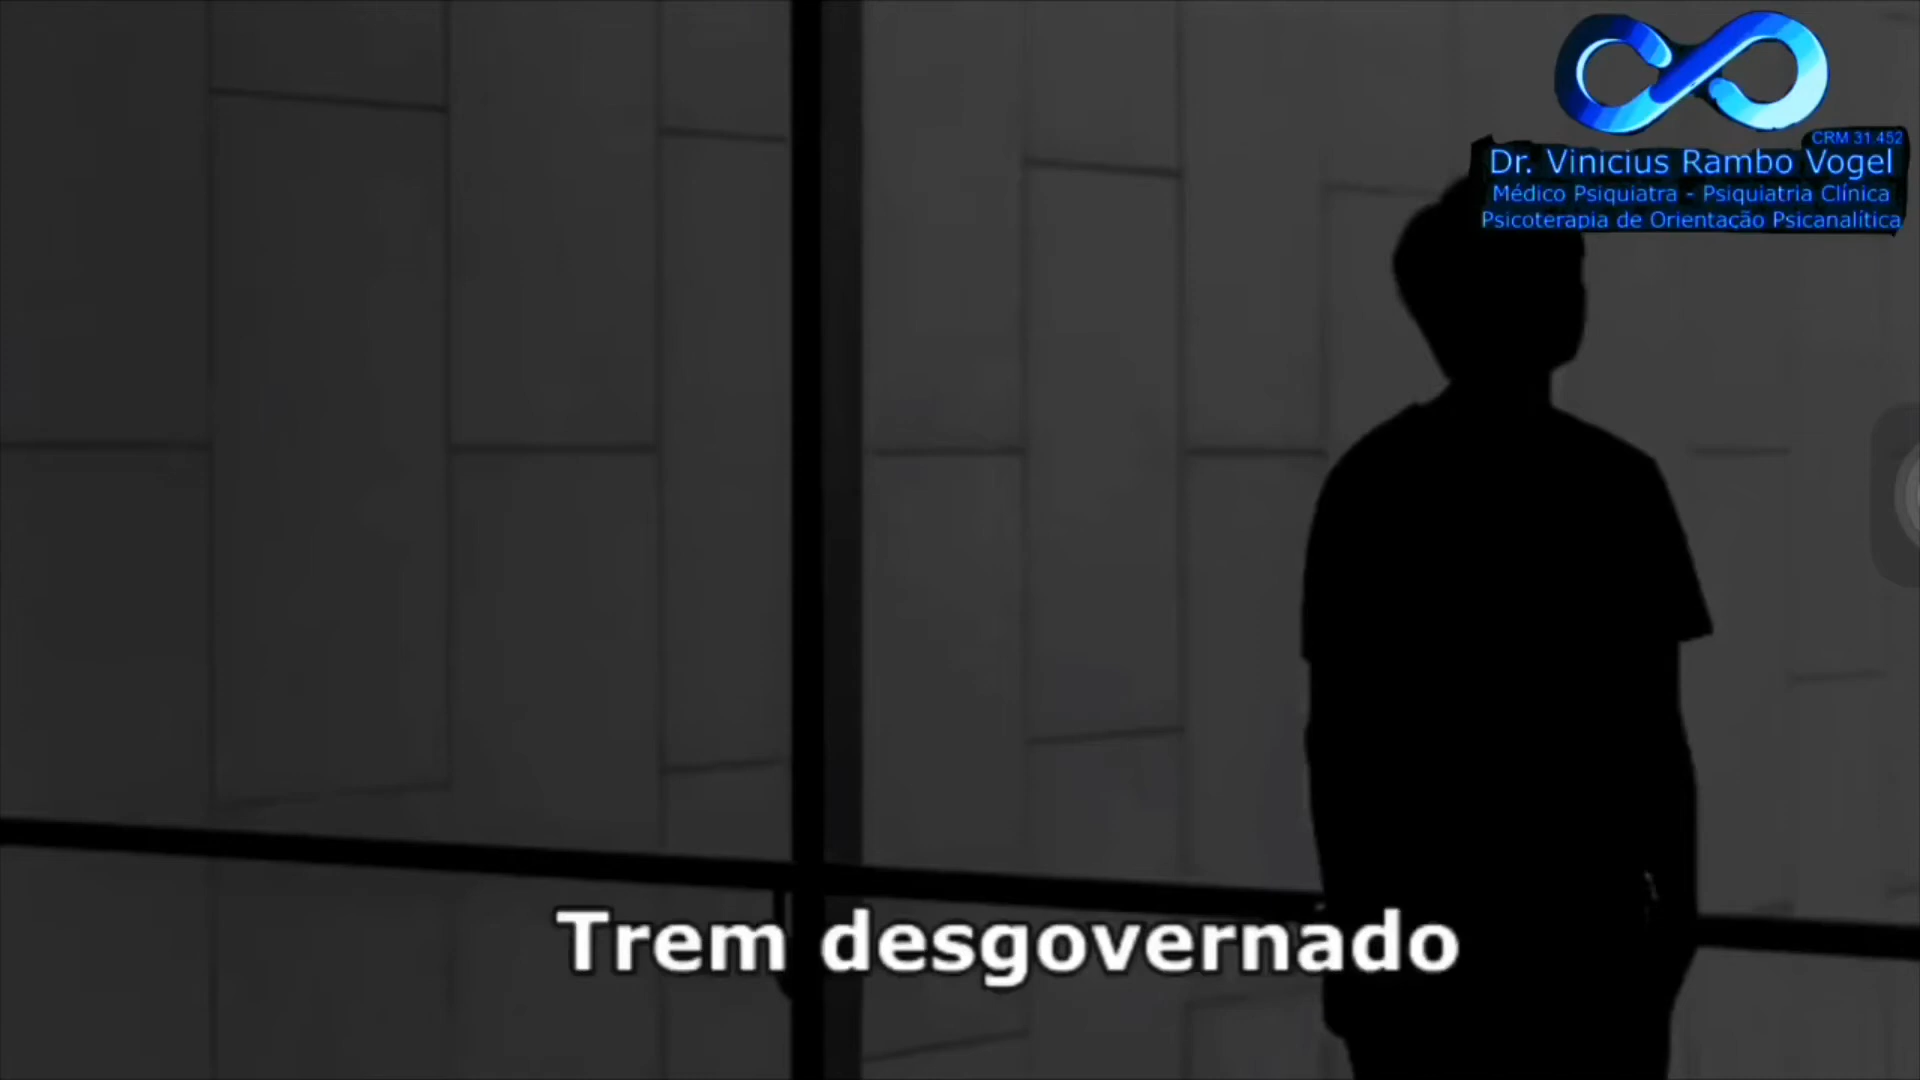 CRM 31.452
Dr. Vinicius Rambo Vogel
Médico Psiquiatra - Psiquiatria Clínica
Psicoterapia de Orientação Psicanalítica
Trem desgovernado